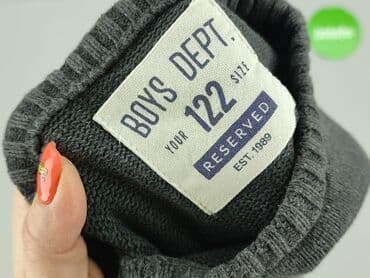 BOYS DEPT.
YOUR 122 SIZE
RESERVED
EST. 1989